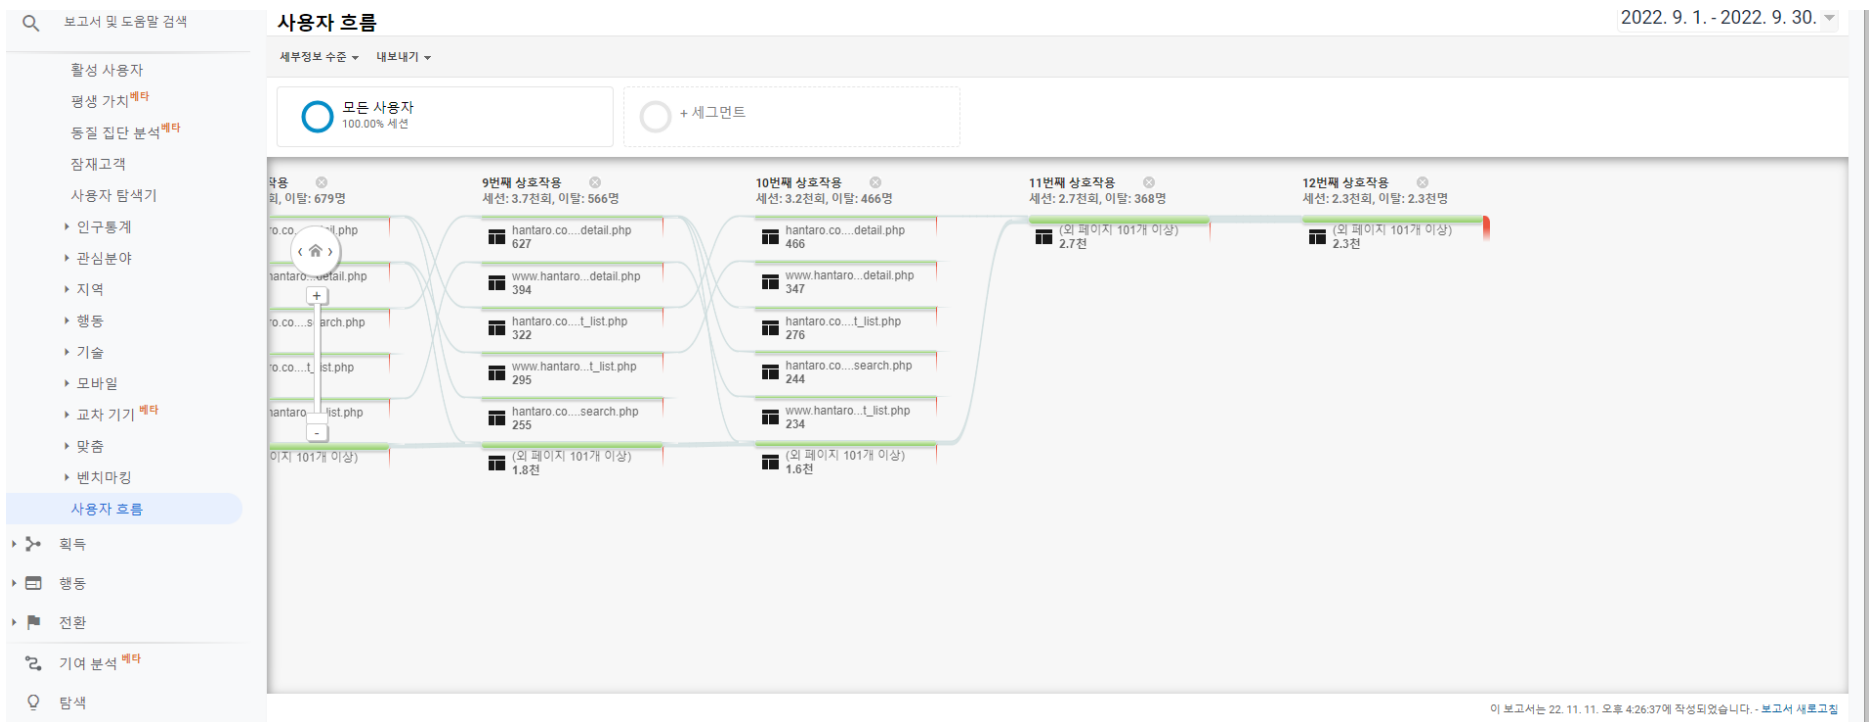 보고서 및 도움말 검색
활성 사용자
평생 가치 베타
동질 집단 분석 베타
잠재고객
사용자 탐색기
인구통계
관심분야
지역
행동
기술
모바일
교차 기기 베타
맞춤
벤치마킹
사용자 흐름
획득
행동
전환
기여 분석 베타
탐색
사용자 흐름
2022. 9. 1. - 2022. 9. 30.
세부정보 수준 내보내기
모든 사용자
100.00% 세션
+ 세그먼트
이탈: 679명
detail.php
search.php
list.php
list.php
이지 101개 이상)
+
-
9번째 상호작용
세션: 3.7천회, 이탈: 566명
hantaro.co....detail.php
627
www.hantaro...detail.php
394
hantaro.co....t_list.php
322
www.hantaro...t_list.php
295
hantaro.co....search.php
255
(외 페이지 101개 이상)
1.8천
10번째 상호작용
세션: 3.2천회, 이탈: 466명
hantaro.co....detail.php
466
www.hantaro...detail.php
347
hantaro.co....t_list.php
276
hantaro.co....search.php
244
www.hantaro...t_list.php
234
(외 페이지 101개 이상)
1.6천
11번째 상호작용
세션: 2.7천회, 이탈: 368명
(외 페이지 101개 이상)
2.7천
12번째 상호작용
세션: 2.3천회, 이탈: 2.3천명
(외 페이지 101개 이상)
2.3천
이 보고서는 22. 11. 11. 오후 4:26:37에 작성되었습니다. - 보고서 새로고침